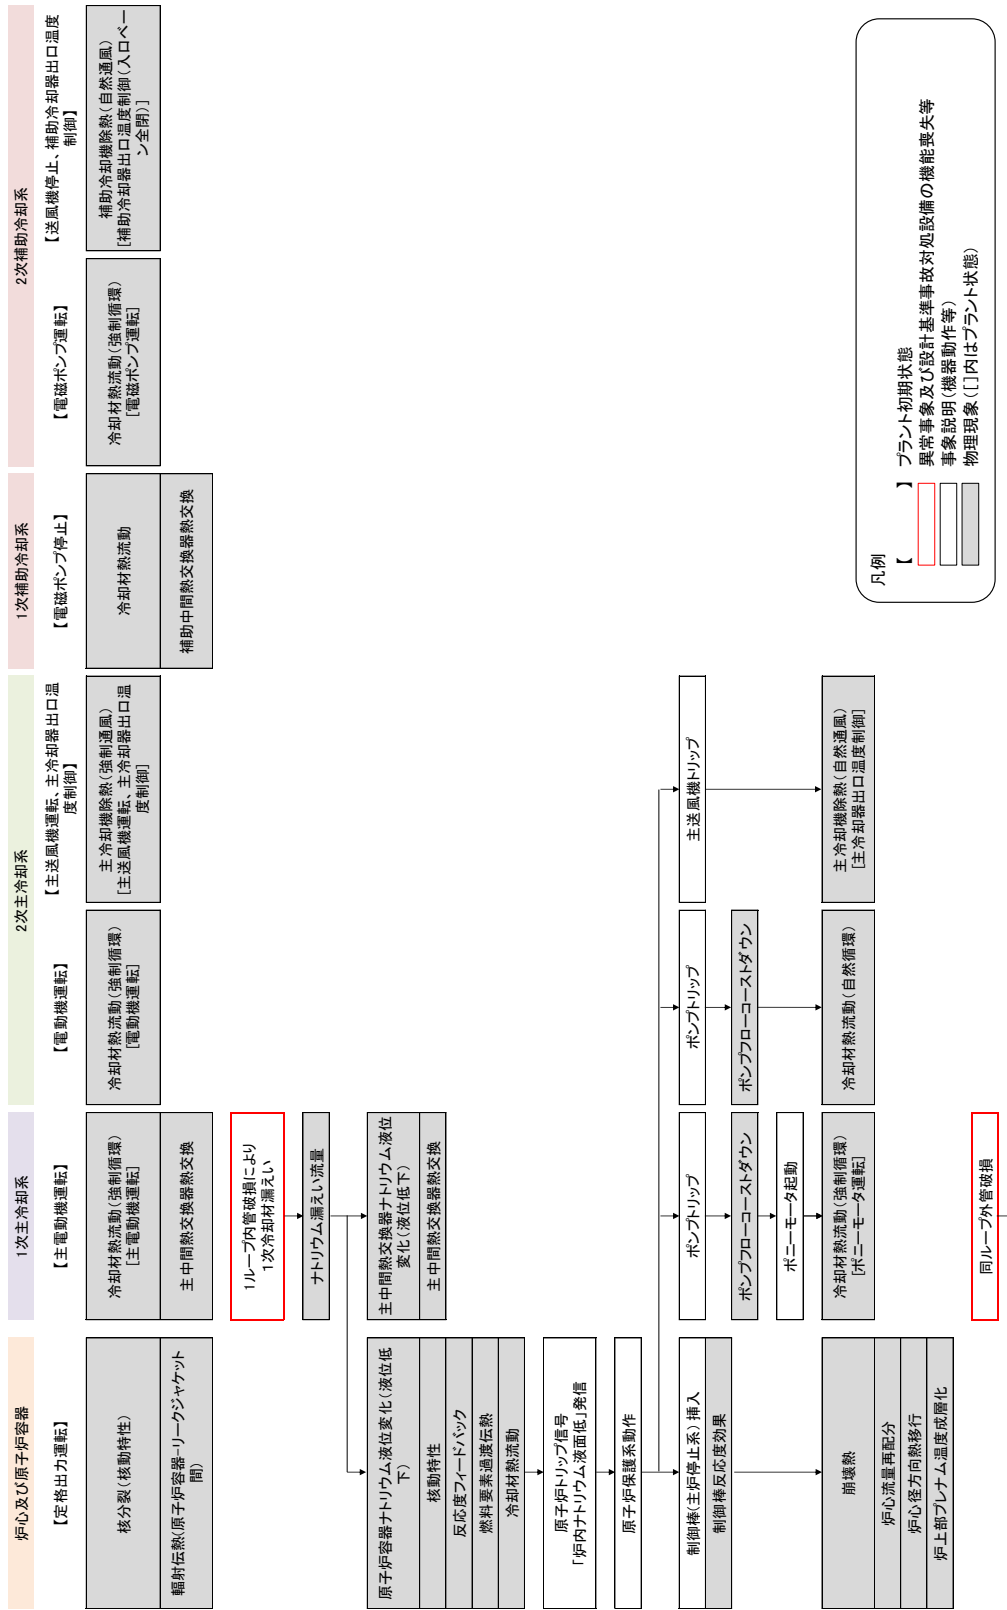 炉心及び原子炉容器
1次主冷却系
2次主冷却系
1次補助冷却系
2次補助冷却系
【定格出力運転】
【主電動機運転】
【電動機運転】
【主送風機運転、主冷却器出口温
度制御】
【電磁ポンプ停止】
【電磁ポンプ運転】
【送風機停止、補助冷却器出口温度
制御】
核分裂(核動特性)
輻射伝熱(原子炉容器-リークジャケット
間)
冷却材熱流動(強制循環)
[主電動機運転]
主中間熱交換器熱交換
冷却材熱流動(強制循環)
[電動機運転]
主冷却機除熱(強制通風)
[主送風機運転、主冷却器出口温
度制御]
冷却材熱流動
補助中間熱交換器熱交換
冷却材熱流動(強制循環)
[電磁ポンプ運転]
補助冷却機除熱(自然通風)
[補助冷却器出口温度制御(入口ベー
ン全閉)]
1ループ内管破損により
1次冷却材漏えい
ナトリウム漏えい流量
原子炉容器ナトリウム液位変化(液位低
下)
核動特性
反応度フィードバック
燃料要素過渡伝熱
冷却材熱流動
主中間熱交換器ナトリウム液位
変化(液位低下)
主中間熱交換器熱交換
原子炉トリップ信号
「炉内ナトリウム液面低」発信
原子炉保護系動作
制御棒(主炉停止系)挿入
制御棒反応度効果
ポンプトリップ
ポンプフローコーストダウン
ポニーモータ起動
ポンプトリップ
ポンプフローコーストダウン
主送風機トリップ
崩壊熱
炉心流量再配分
炉心径方向熱移行
炉上部プレナム温度成層化
冷却材熱流動(強制循環)
[ポニーモータ運転]
冷却材熱流動(自然循環)
主冷却機除熱(自然通風)
[主冷却器出口温度制御]
同ループ外管破損
凡例
【 】 プラント初期状態
異常事象及び設計基準事故対処設備の機能喪失等
事象説明(機器動作等)
物理現象([]内はプラント状態)